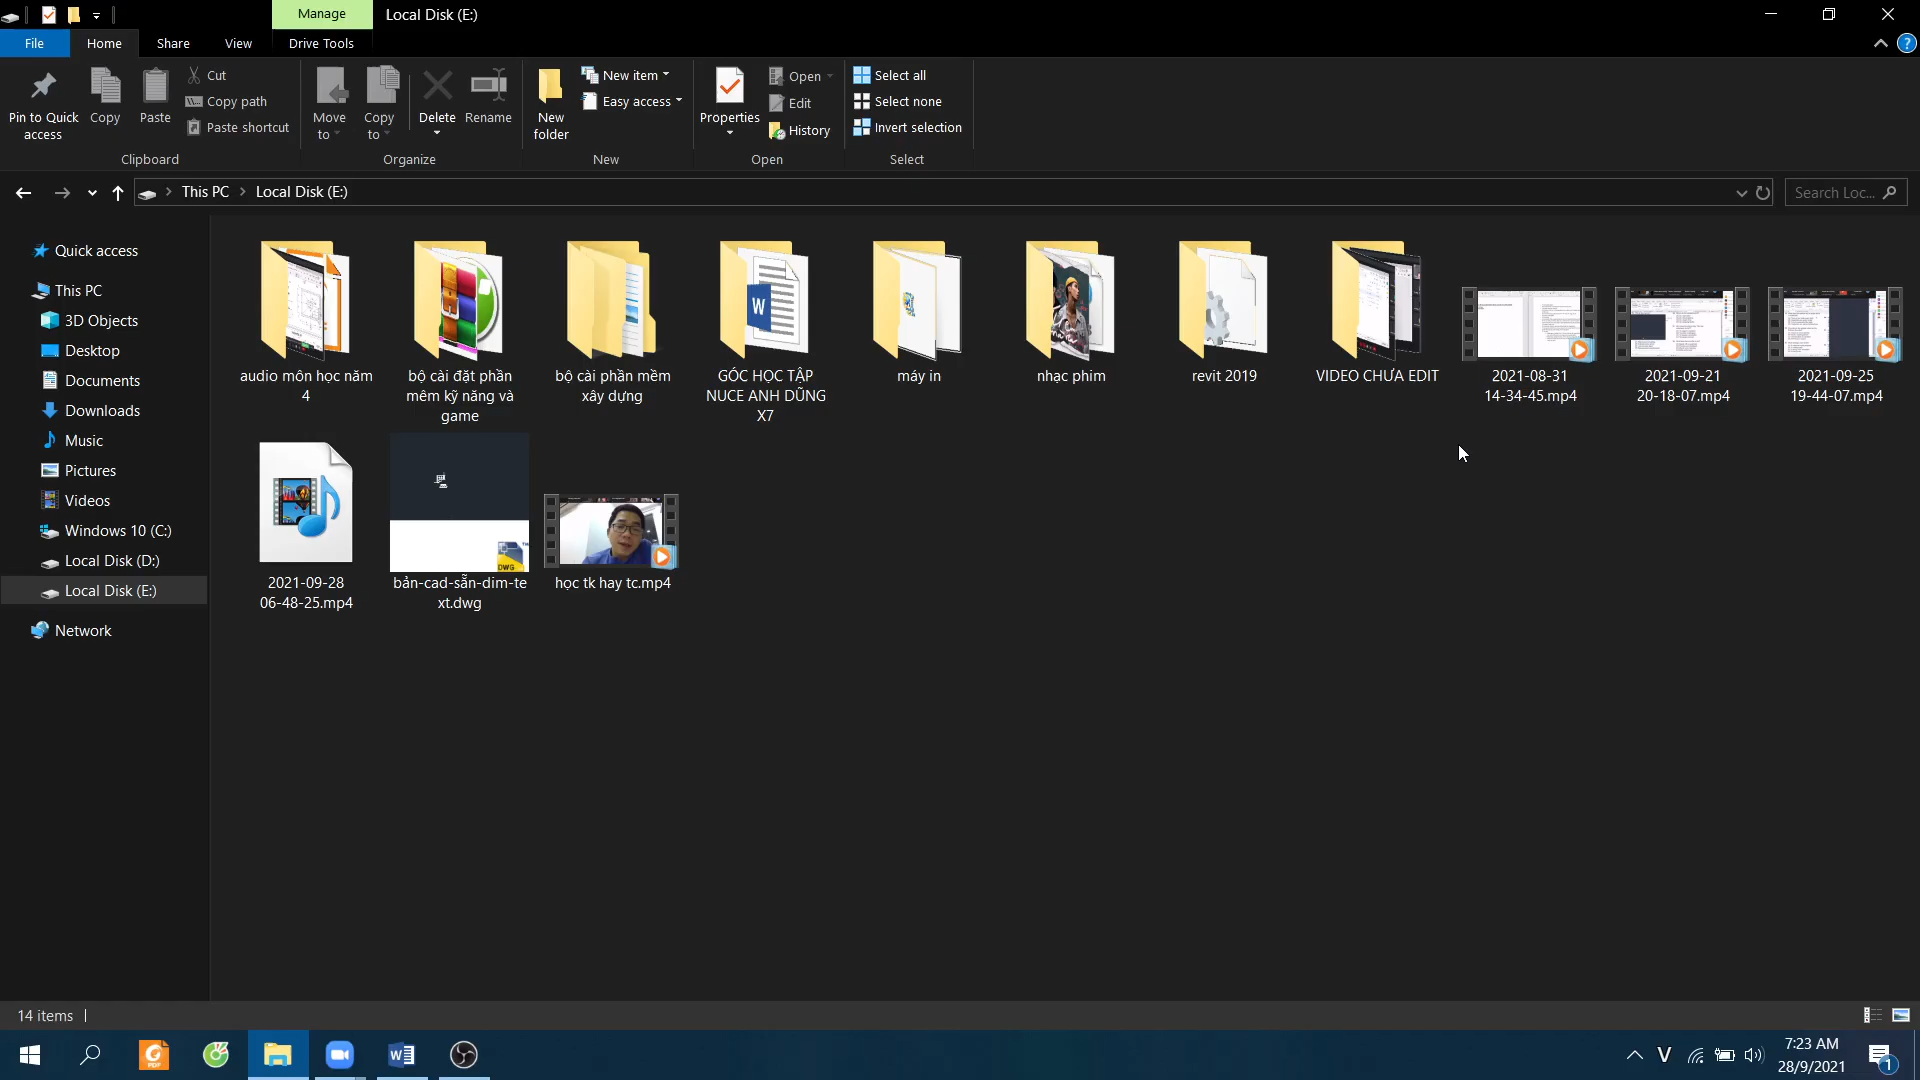 Manage
Local Disk (E:)
File
Home
Share
View
Drive Tools
Pin to Quick
access
Copy
Paste
Cut
Copy path
Paste shortcut
Clipboard
Move
to
Copy
to
Delete
Rename
Organize
New
folder
New item
Easy access
New
Properties
Open
Edit
History
Open
Select all
Select none
Invert selection
Select
This PC
Local Disk (E:)
Search Loc...
Quick access
This PC
3D Objects
Desktop
Documents
Downloads
Music
Pictures
Videos
Windows 10 (C:)
Local Disk (D:)
Local Disk (E:)
Network
audio môn học năm
4
bộ cài đặt phần
mêm kỹ năng và
game
bộ cài phần mềm
xây dựng
GÓC HỌC TẬP
NUCE ANH DŨNG
X7
máy in
nhạc phim
revit 2019
VIDEO CHƯA EDIT
2021-08-31
14-34-45.mp4
2021-09-21
20-18-07.mp4
2021-09-25
19-44-07.mp4
2021-09-28
06-48-25.mp4
DWG
bản-cad-sẵn-dim-te
xt.dwg
học tk hay tc.mp4
14 items
PDF
V
7:23 AM
28/9/2021
1